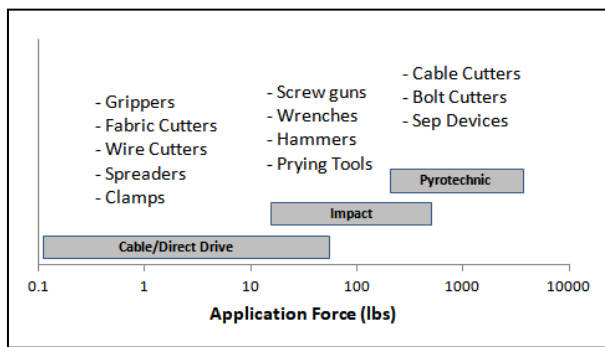 - Grippers
- Fabric Cutters
- Wire Cutters
- Spreaders
- Clamps
- Screw guns
- Wrenches
- Hammers
- Prying Tools
- Cable Cutters
- Bolt Cutters
- Sep Devices
Pyrotechnic
Impact
Cable/Direct Drive
0.1 1 10 100 1000 10000
Application Force (lbs)